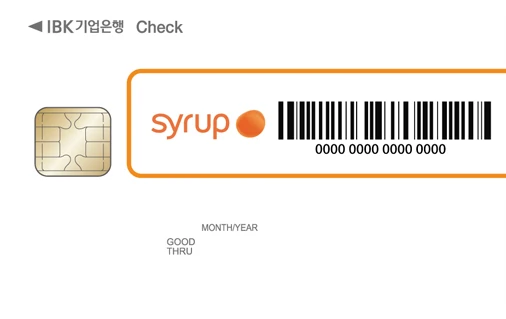 IBK기업은행 Check
syrup
0000 0000 0000 0000
MONTH/YEAR
GOOD
THRU